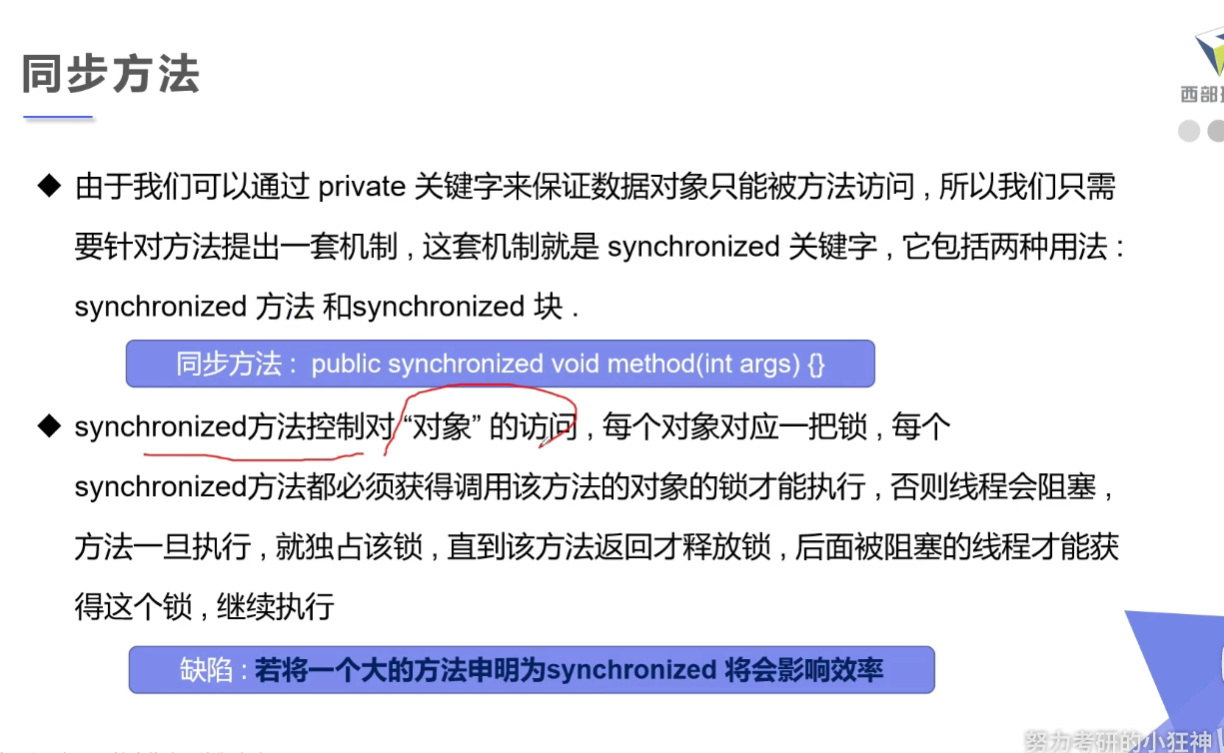 同步方法
西部
由于我们可以通过 private 关键字来保证数据对象只能被方法访问 , 所以我们只需
要针对方法提出一套机制 , 这套机制就是 synchronized 关键字 , 它包括两种用法 :
synchronized 方法 和synchronized 块 .
同步方法 : public synchronized void method(int args) {}
synchronized方法控制对 “对象” 的访问 , 每个对象对应一把锁 , 每个
synchronized方法都必须获得调用该方法的对象的锁才能执行 , 否则线程会阻塞 ,
方法一旦执行 , 就独占该锁 , 直到该方法返回才释放锁 , 后面被阻塞的线程才能获
得这个锁 , 继续执行
缺陷 : 若将一个大的方法申明为synchronized 将会影响效率
努力考研的小狂神